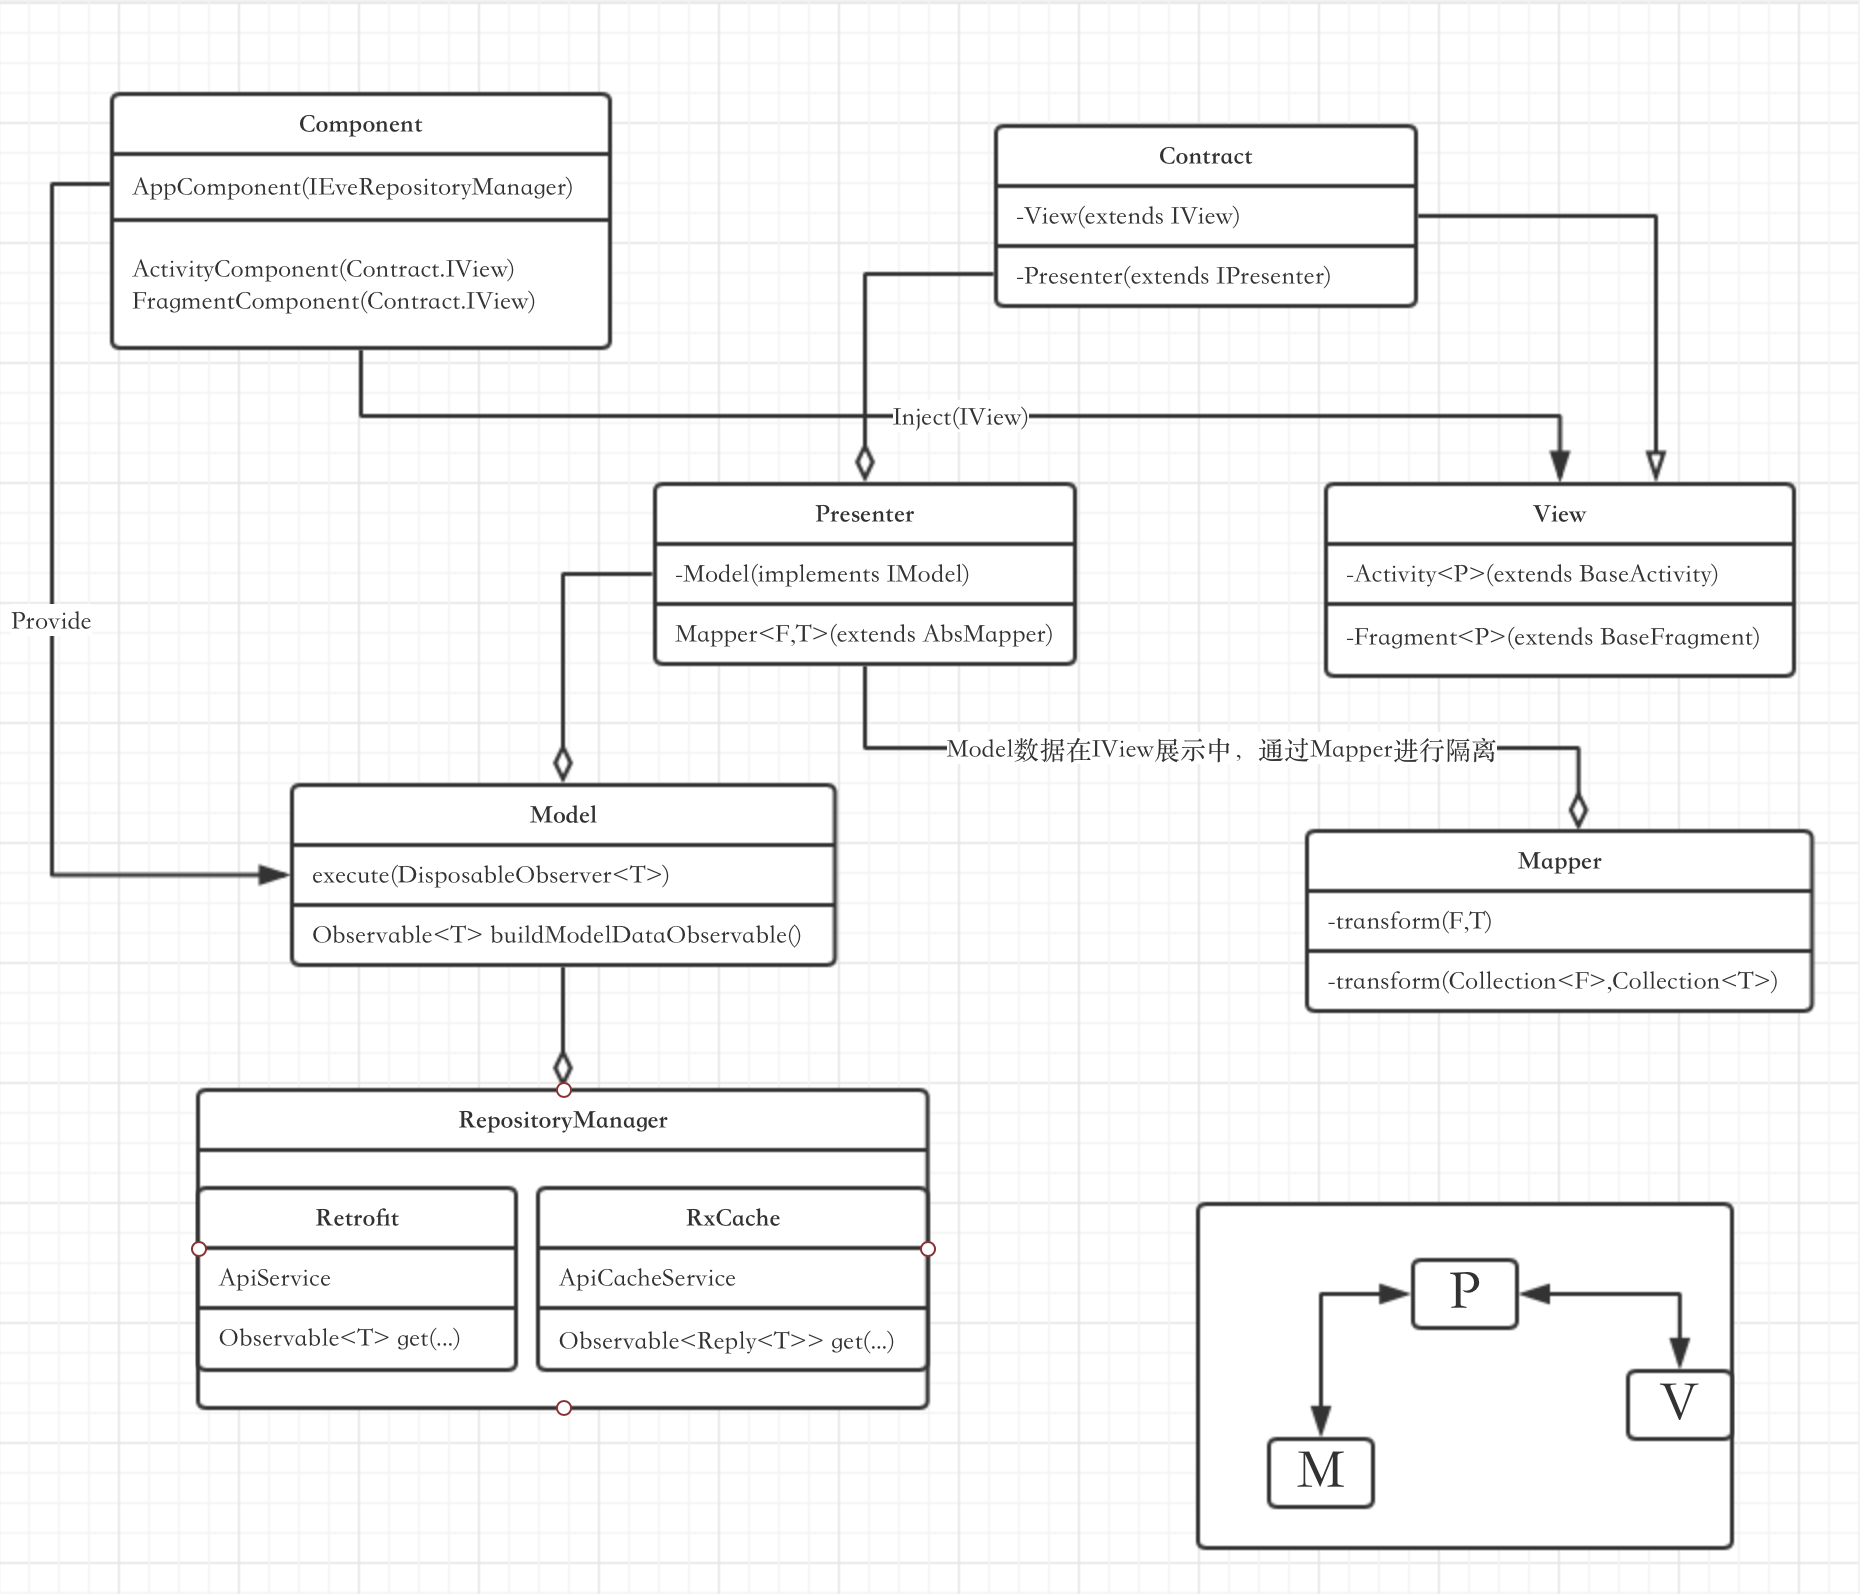 Component
AppComponent(IEveRepositoryManager)
ActivityComponent(Contract.IView)
FragmentComponent(Contract.IView)
Contract
-View(extends IView)
-Presenter(extends IPresenter)
Inject(IView)
Presenter
-Model(implements IModel)
Mapper<F,T>(extends AbsMapper)
View
-Activity<P>(extends BaseActivity)
-Fragment<P>(extends BaseFragment)
Provide
Model数据在IView展示中，通过Mapper进行隔离
Model
execute(DisposableObserver<T>)
Observable<T> buildModelDataObservable()
Mapper
-transform(F,T)
-transform(Collection<F>,Collection<T>)
RepositoryManager
Retrofit
ApiService
Observable<T> get(...)
RxCache
ApiCacheService
Observable<Reply<T>> get(...)
P
V
M